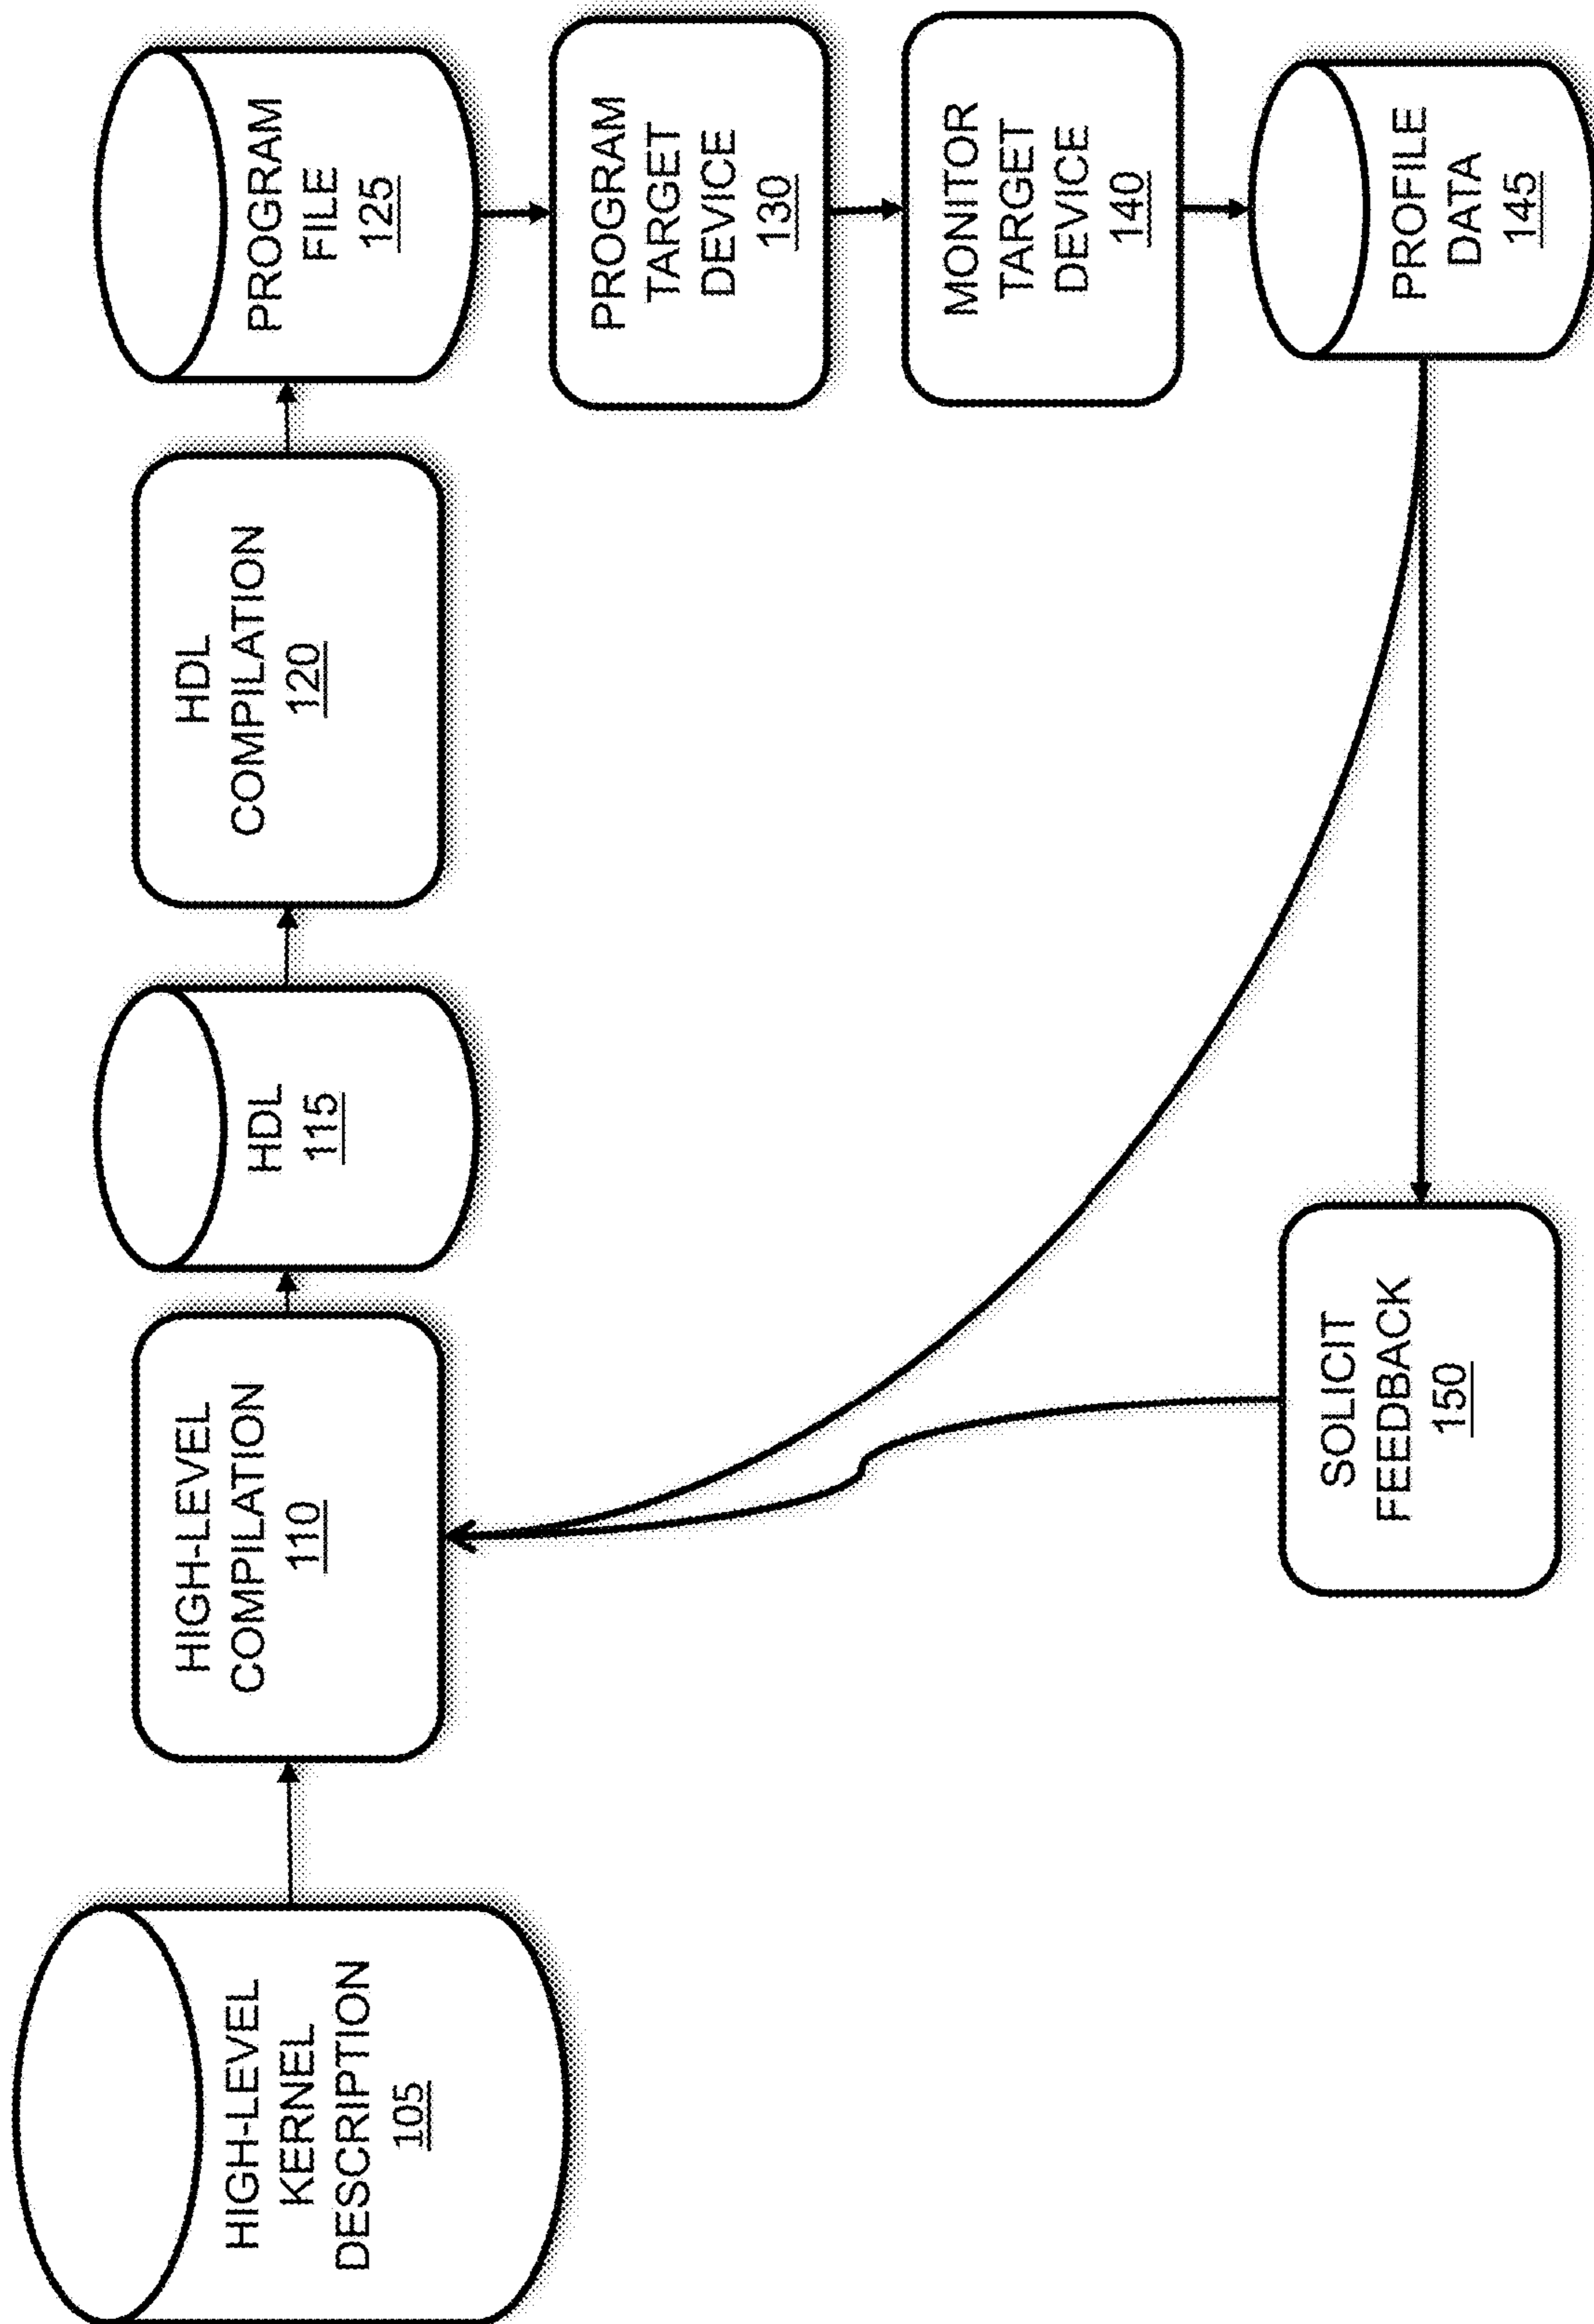 HIGH-LEVEL
KERNEL
DESCRIPTION
105
HIGH-LEVEL
COMPILATION
110
HDL
115
HDL
COMPILATION
120
PROGRAM
FILE
125
PROGRAM
TARGET
DEVICE
130
MONITOR
TARGET
DEVICE
140
PROFILE
DATA
145
SOLICIT
FEEDBACK
150